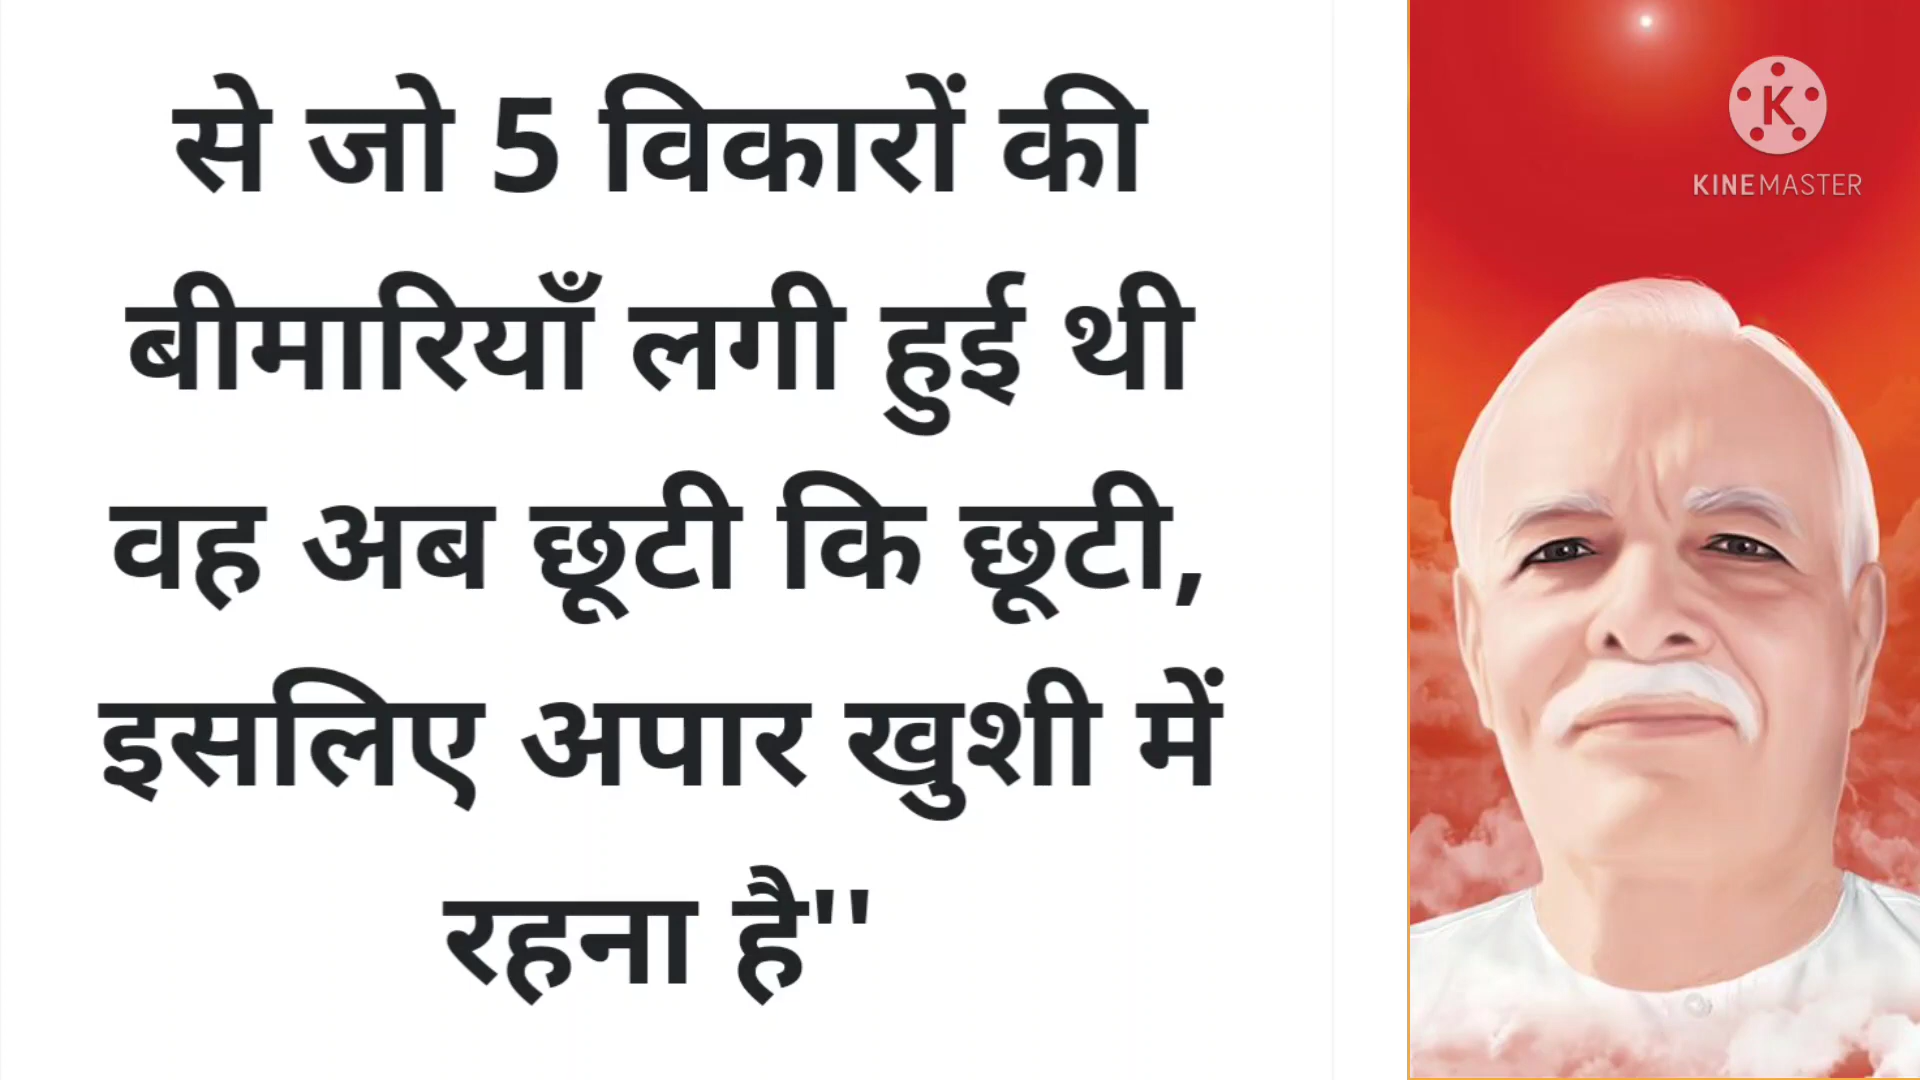 से जो 5 विकारों की
बीमारियाँ लगी हुई थी
वह अब छूटी कि छूटी,
इसलिए अपार खुशी में
रहना है''
K
KINEMASTER